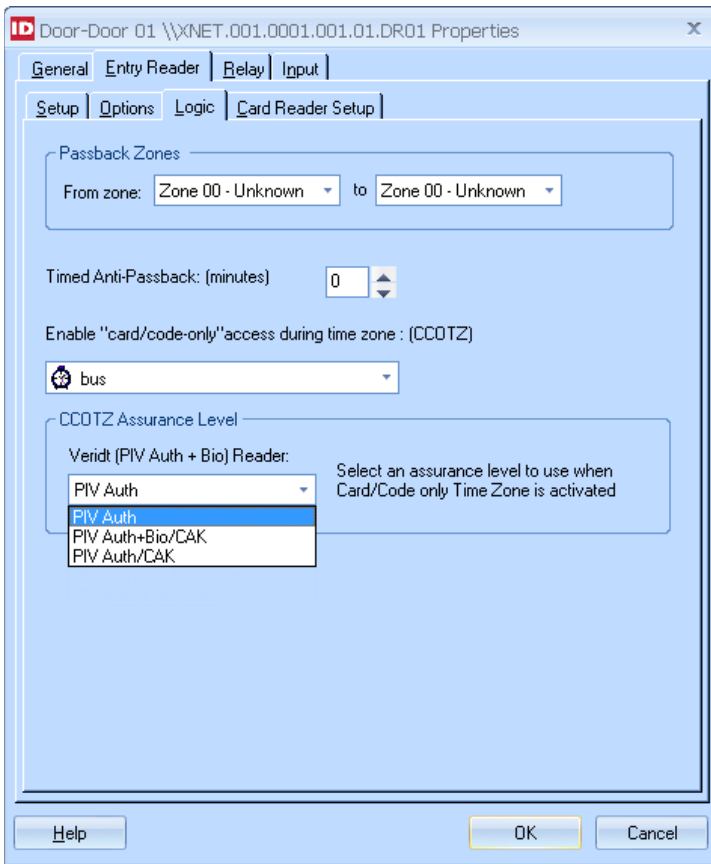 ID Door-Door 01 \\XNET.001.0001.001.01.DR01 Properties x
General Entry Reader Relay Input
Setup Options Logic Card Reader Setup
Passback Zones
From zone: Zone 00 - Unknown to Zone 00 - Unknown
Timed Anti-Passback: (minutes) 0
Enable "card/code-only"access during time zone : (CCOTZ)
bus
CCOTZ Assurance Level
Veridt (PIV Auth + Bio) Reader:
PIV Auth
Select an assurance level to use when
Card/Code only Time Zone is activated
PIV Auth
PIV Auth+Bio/CAK
PIV Auth/CAK
Help OK Cancel